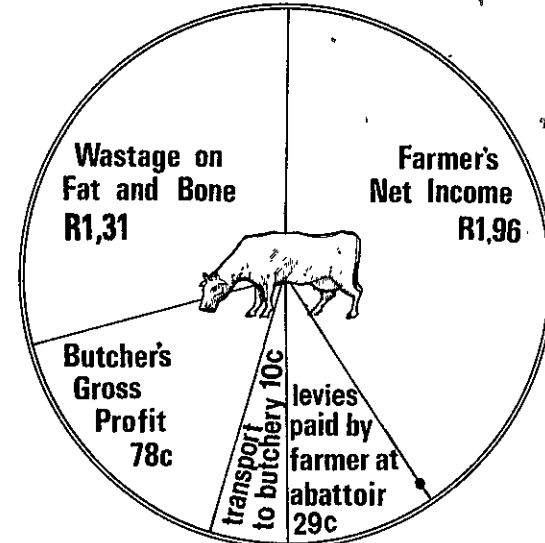 Wastage on
Fat and Bone
R1,31
Farmer's
Net Income
R1,96
Butcher's
Gross
Profit
78c
transport
to butchery 10c
levies
paid by
farmer at
abattoir
29c